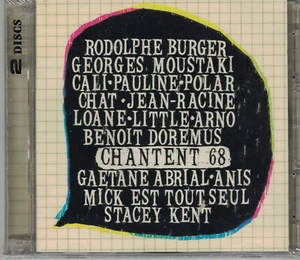 2 DISCS
RODOLPHE BURGER
GEORGES MOUSTAKI
CALI·PAULINE·POLAR
CHAT·JEAN-RACINE
LOANE·LITTLE·ARNO
BENOIT DOREMUS
CHANTENT 68
GAETANE ABRIAL·ANIS
MICK EST TOUT SEUL
STACEY KENT